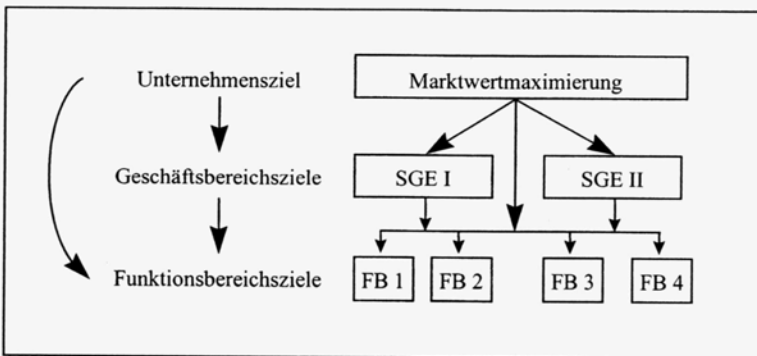 Unternehmensziel Marktwertmaximierung
Geschäftsbereichsziele SGE I SGE II
Funktionsbereichsziele FB 1 FB 2 FB 3 FB 4